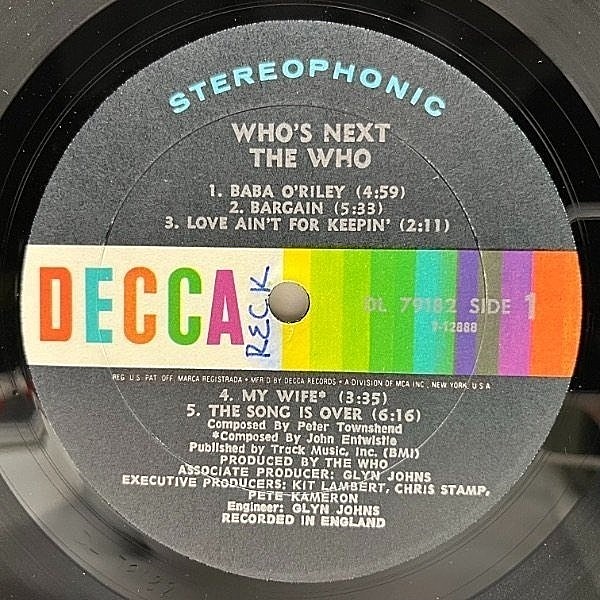 STEREOPHONIC
WHO'S NEXT
THE WHO
1. BABA O'RILEY (4:59)
2. BARGAIN (5:33)
3. LOVE AIN'T FOR KEEPIN' (2:11)
DECCA
RECK
DL 79182 SIDE 1
7-12888
REG. U.S. PAT. OFF. MARCA REGISTRADA • MFR'D BY DECCA RECORDS • A DIVISION OF MCA INC., NEW YORK, U.S.A.
4. MY WIFE* (3:35)
5. THE SONG IS OVER (6:16)
Composed By Peter Townshend
*Composed By John Entwistle
Published by Track Music, Inc. (BMI)
PRODUCED BY THE WHO
ASSOCIATE PRODUCER: GLYN JOHNS
EXECUTIVE PRODUCERS: KIT LAMBERT, CHRIS STAMP,
PETE KAMERON
Engineer: GLYN JOHNS
RECORDED IN ENGLAND